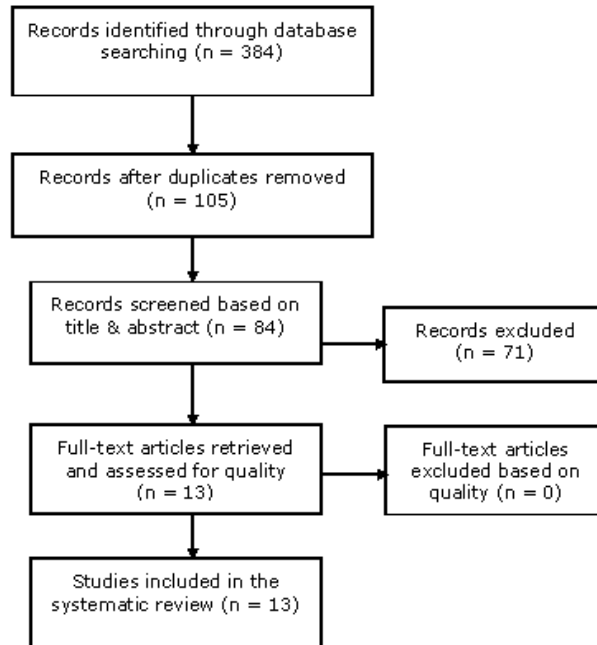 Records identified through database
searching (n = 384)
Records after duplicates removed
(n = 105)
Records screened based on
title & abstract (n = 84)
Records excluded
(n = 71)
Full-text articles retrieved
and assessed for quality
(n = 13)
Full-text articles
excluded based on
quality (n = 0)
Studies included in the
systematic review (n = 13)